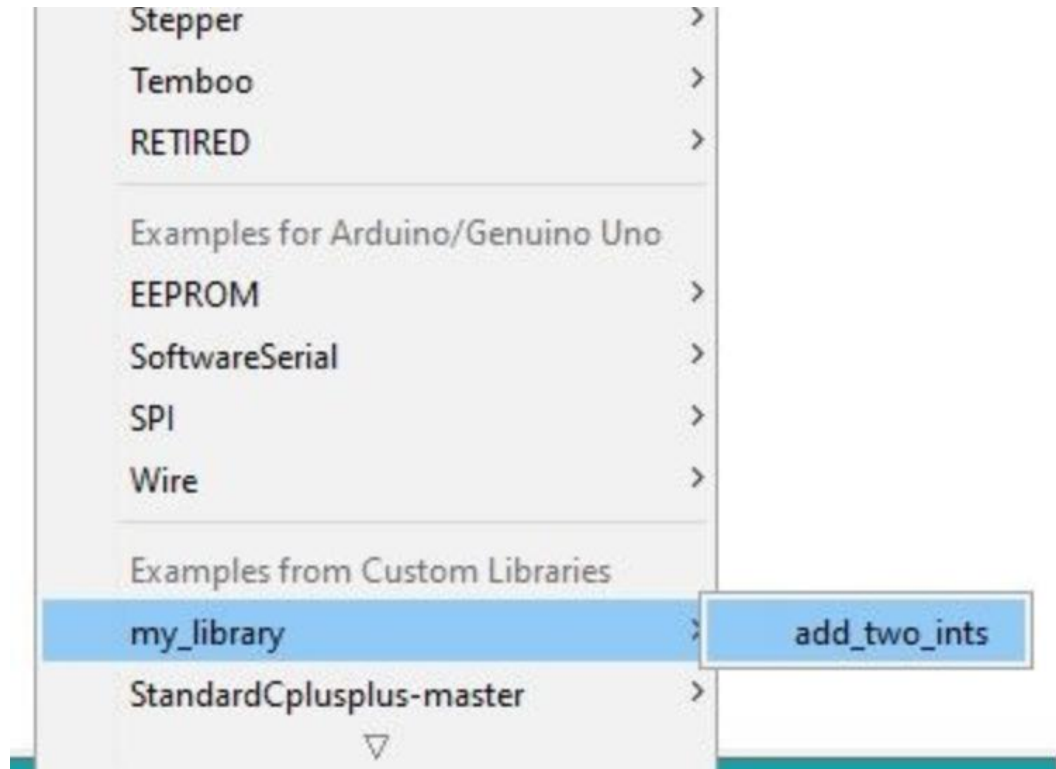 Stepper
Temboo
RETIRED
Examples for Arduino/Genuino Uno
EEPROM
SoftwareSerial
SPI
Wire
Examples from Custom Libraries
my_library
add_two_ints
StandardCplusplus-master